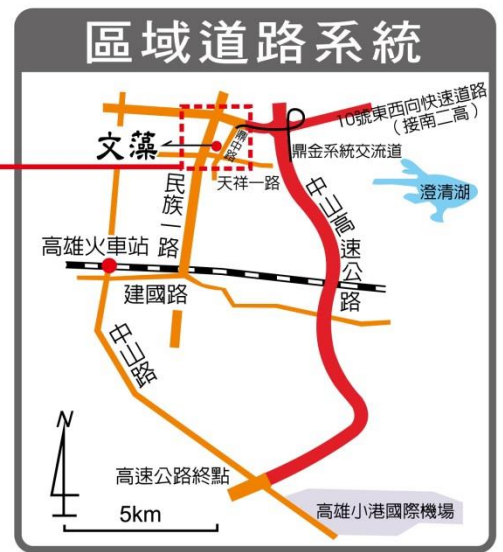 區域道路系統
10號東西向快速道路
（接南二高）
文藻
鼎中路
鼎金系統交流道
天祥一路
民族一路
中山高速公路
澄清湖
高雄火車站
建國路
中山路
N
高速公路終點
5km
高雄小港國際機場